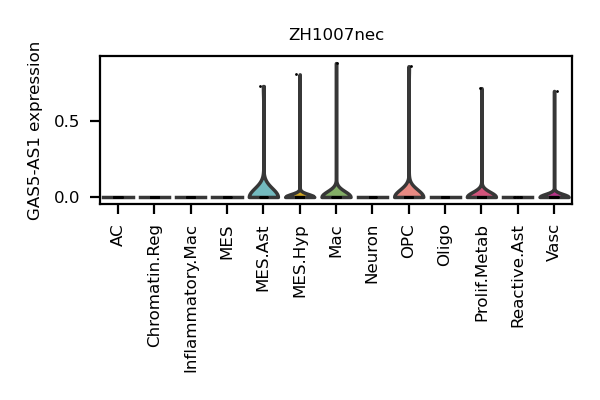 ZH1007nec
GAS5-AS1 expression
0.5
0.0
AC
Chromatin.Reg
Inflammatory.Mac
MES
MES.Ast
MES.Hyp
Mac
Neuron
OPC
Oligo
Prolif.Metab
Reactive.Ast
Vasc